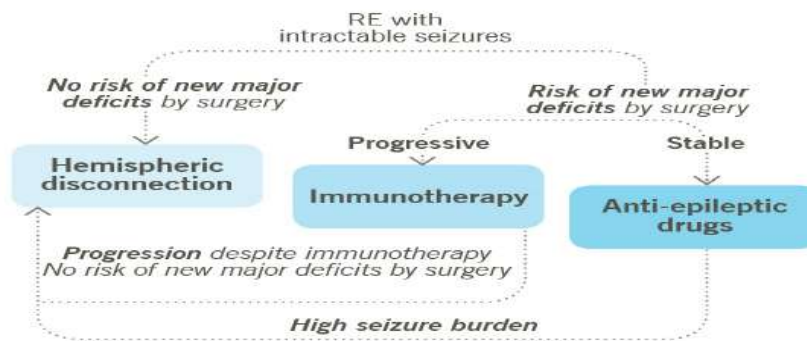 RE with
intractable seizures
No risk of new major
deficits by surgery
Risk of new major
deficits by surgery
Progressive
Stable
Hemispheric
disconnection
Immunotherapy
Anti-epileptic
drugs
Progression despite immunotherapy
No risk of new major deficits by surgery
High seizure burden